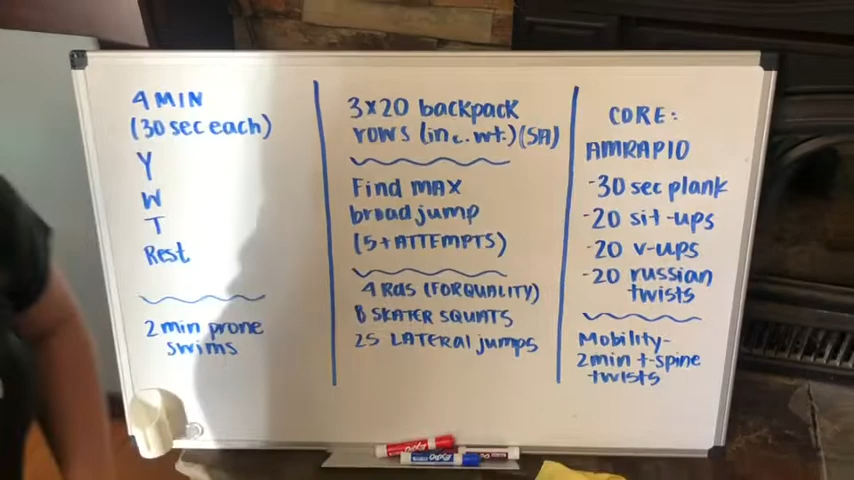 4 MIN
(30 sec each)
Y
W
T
Rest
2 min prone
swims
3x20 backpack
rows (inc. wt.) (SA)
Find max
broad jump
(5+ ATTEMPTS)
4 RDS (FOR QUALITY)
8 SKATER SQUATS
25 LATERAL jumps
CORE:
AMRAP10
-30 sec plank
-20 sit-ups
-20 v-ups
-20 russian
twists
Mobility-
2min t-spine
twists